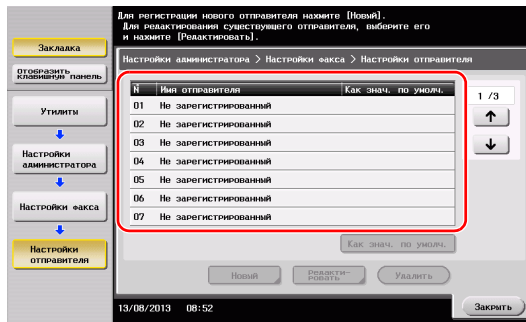 Для регистрации нового отправителя нажмите [Новый].
Для редактирования существующего отправителя, выберите его
и нажмите [Редактировать].
Закладка
Отобразить
клавишную панель
Утилиты
Настройки
администратора
Настройки факса
Настройки
отправителя
Настройки администратора > Настройки факса > Настройки отправителя
N Имя отправителя Как знач. по умолч.
01 Не зарегистрированный
02 Не зарегистрированный
03 Не зарегистрированный
04 Не зарегистрированный
05 Не зарегистрированный
06 Не зарегистрированный
07 Не зарегистрированный
1 /3
↑
↓
Как знач. по умолч.
Новый
Редакти-
ровать
Удалить
13/08/2013 08:52
Закрыть